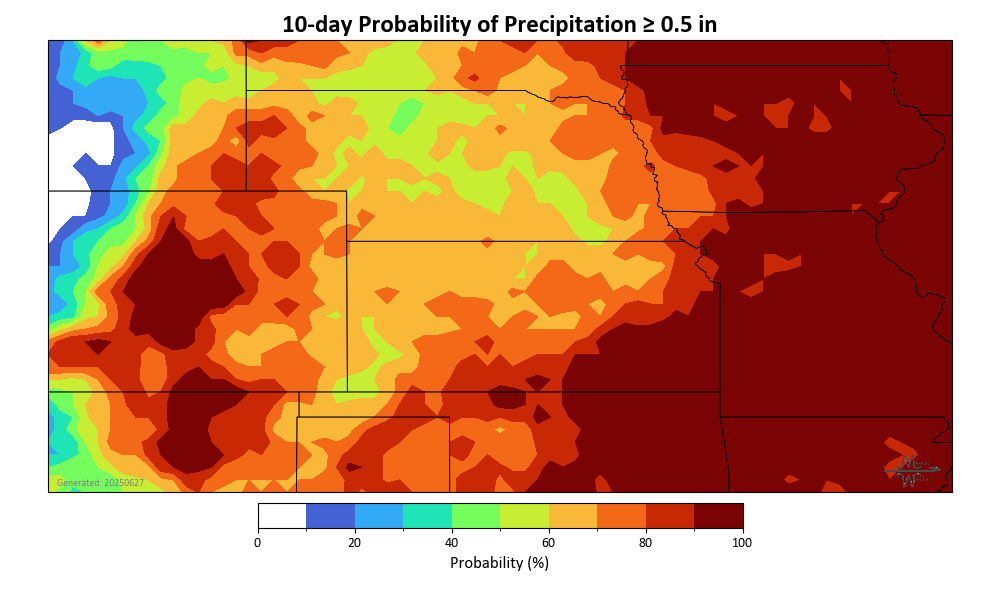 10-day Probability of Precipitation ≥ 0.5 in
Generated: 20250627
0 20 40 60 80 100
Probability (%)